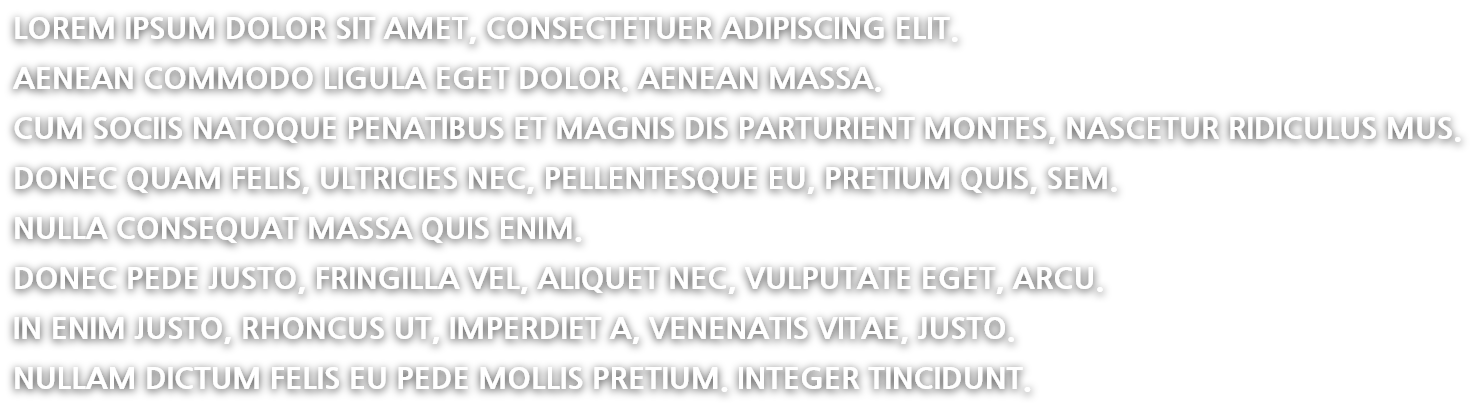 LOREM IPSUM DOLOR SIT AMET, CONSECTETUER ADIPISCING ELIT.
AENEAN COMMODO LIGULA EGET DOLOR. AENEAN MASSA.
CUM SOCIIS NATOQUE PENATIBUS ET MAGNIS DIS PARTURIENT MONTES, NASCETUR RIDICULUS MUS.
DONEC QUAM FELIS, ULTRICIES NEC, PELLENTESQUE EU, PRETIUM QUIS, SEM.
NULLA CONSEQUAT MASSA QUIS ENIM.
DONEC PEDE JUSTO, FRINGILLA VEL, ALIQUET NEC, VULPUTATE EGET, ARCU.
IN ENIM JUSTO, RHONCUS UT, IMPERDIET A, VENENATIS VITAE, JUSTO.
NULLAM DICTUM FELIS EU PEDE MOLLIS PRETIUM. INTEGER TINCIDUNT.